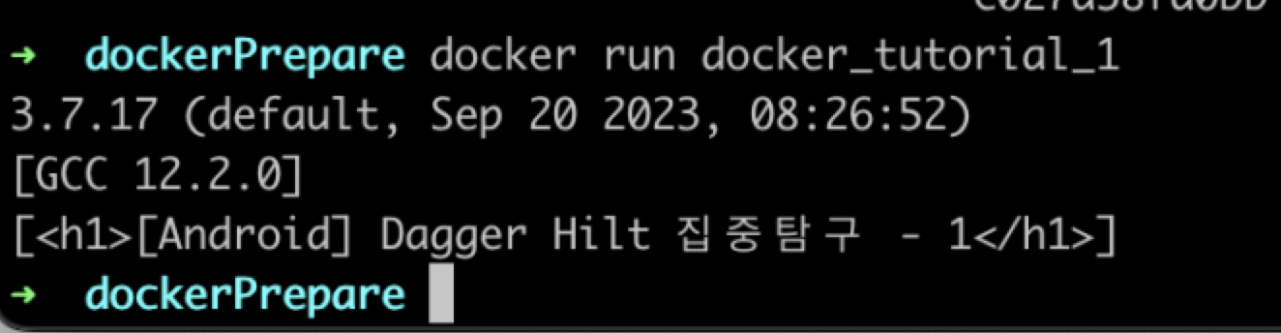 ➜ dockerPrepare docker run docker_tutorial_1
3.7.17 (default, Sep 20 2023, 08:26:52)
[GCC 12.2.0]
[<h1>[Android] Dagger Hilt 집중탐구 - 1</h1>]
➜ dockerPrepare